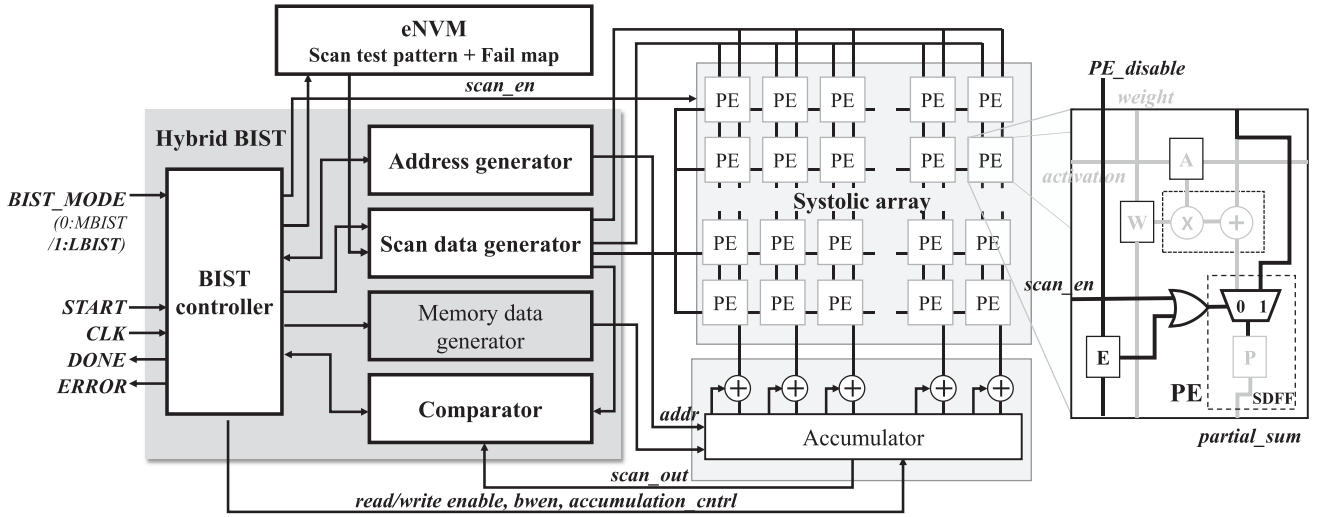 eNVM
Scan test pattern + Fail map
scan_en
Hybrid BIST
BIST_MODE
(0:MBIST
/1:LBIST)
START
CLK
DONE
ERROR
BIST
controller
Address generator
Scan data generator
Memory data
generator
Comparator
PE PE PE PE PE
PE PE PE PE PE
Systolic array
PE PE PE PE PE
PE PE PE PE PE
+ + + + +
addr
Accumulator
scan_out
read/write enable, bwen, accumulation_cntrl
PE_disable
weight
A
activation
W
X +
scan_en
0 1
E
P
PE
SDFF
partial_sum